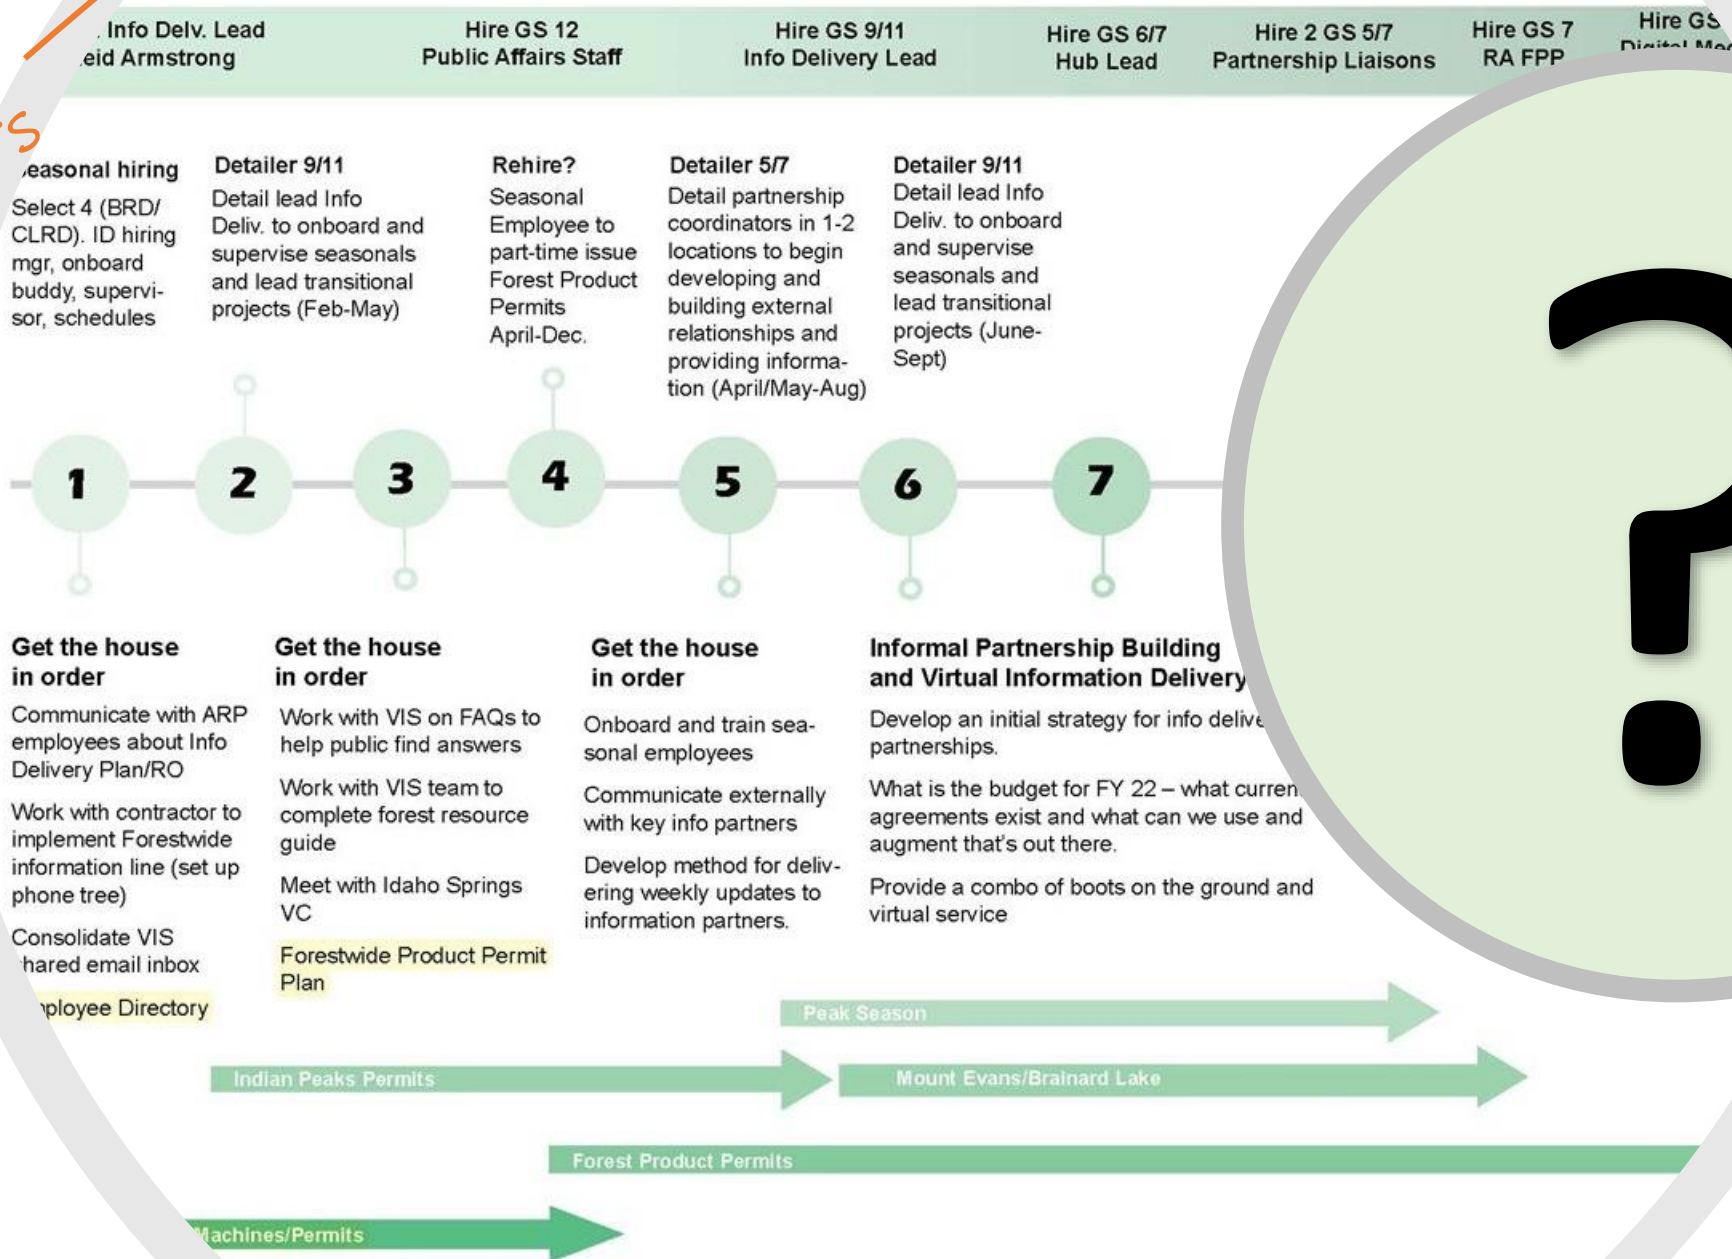 Info Delv. Lead
Armstrong
Hire GS 12
Public Affairs Staff
Hire GS 9/11
Info Delivery Lead
Hire GS 6/7
Hub Lead
Hire 2 GS 5/7
Partnership Liaisons
Hire GS 7
RA FPP
Hire GS
hiring
Select 4 (BRD/
CLRD). ID hiring
mgr, onboard
buddy, supervi-
sor, schedules
Detailer 9/11
Detail lead Info
Deliv. to onboard and
supervise seasonals
and lead transitional
projects (Feb-May)
Rehire?
Seasonal
Employee to
part-time issue
Forest Product
Permits
April-Dec.
Detailer 5/7
Detail partnership
coordinators in 1-2
locations to begin
developing and
building external
relationships and
providing informa-
tion (April/May-Aug)
Detailer 9/11
Detail lead Info
Deliv. to onboard
and supervise
seasonals and
lead transitional
projects (June-
Sept)
1
2
3
4
5
6
7
?
Get the house
in order
Communicate with ARP
employees about Info
Delivery Plan/RO
Work with contractor to
implement Forestwide
information line (set up
phone tree)
Consolidate VIS
email inbox
Directory
Get the house
in order
Work with VIS on FAQs to
help public find answers
Work with VIS team to
complete forest resource
guide
Meet with Idaho Springs
VC
Forestwide Product Permit
Plan
Get the house
in order
Onboard and train sea-
sonal employees
Communicate externally
with key info partners
Develop method for deliv-
ering weekly updates to
information partners.
Informal Partnership Building
and Virtual Information Delivery
Develop an initial strategy for info
partnerships.
What is the budget for FY 22 – what
agreements exist and what can we use and
augment that's out there.
Provide a combo of boots on the ground and
virtual service
Peak Season
Indian Peaks Permits
Mount Evans/Brainard Lake
Forest Product Permits
Machines/Permits